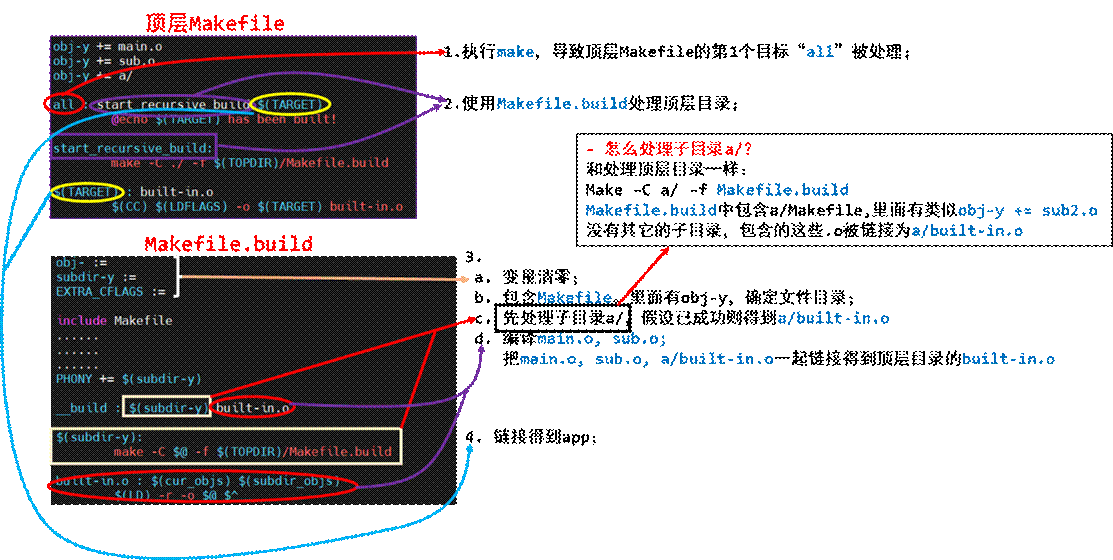 顶层Makefile
obj-y += main.o
obj-y += sub.o
obj-y += a/
all : start_recursive_build $(TARGET)
@echo $(TARGET) has been built!
start_recursive_build:
make -C ./ -f $(TOPDIR)/Makefile.build
$(TARGET) : built-in.o
$(CC) $(LDFLAGS) -o $(TARGET) built-in.o
1.执行make，导致顶层Makefile的第1个目标“all”被处理；
2.使用Makefile.build处理顶层目录；
- 怎么处理子目录a/?
和处理顶层目录一样：
Make -C a/ -f Makefile.build
Makefile.build中包含a/Makefile,里面有类似obj-y += sub2.o
没有其它的子目录，包含的这些.o被链接为a/built-in.o
Makefile.build
obj- :=
subdir-y :=
EXTRA_CFLAGS :=
include Makefile
......
......
......
PHONY += $(subdir-y)
__build : $(subdir-y) built-in.o
$(subdir-y):
make -C $@ -f $(TOPDIR)/Makefile.build
built-in.o : $(cur_objs) $(subdir_objs)
$(LD) -r -o $@ $^
3.
a. 变量清零；
b. 包含Makefile，里面有obj-y，确定文件目录；
c. 先处理子目录a/，假设已成功则得到a/built-in.o
d. 编译main.o, sub.o;
把main.o, sub.o, a/built-in.o一起链接得到顶层目录的built-in.o
4. 链接得到app；